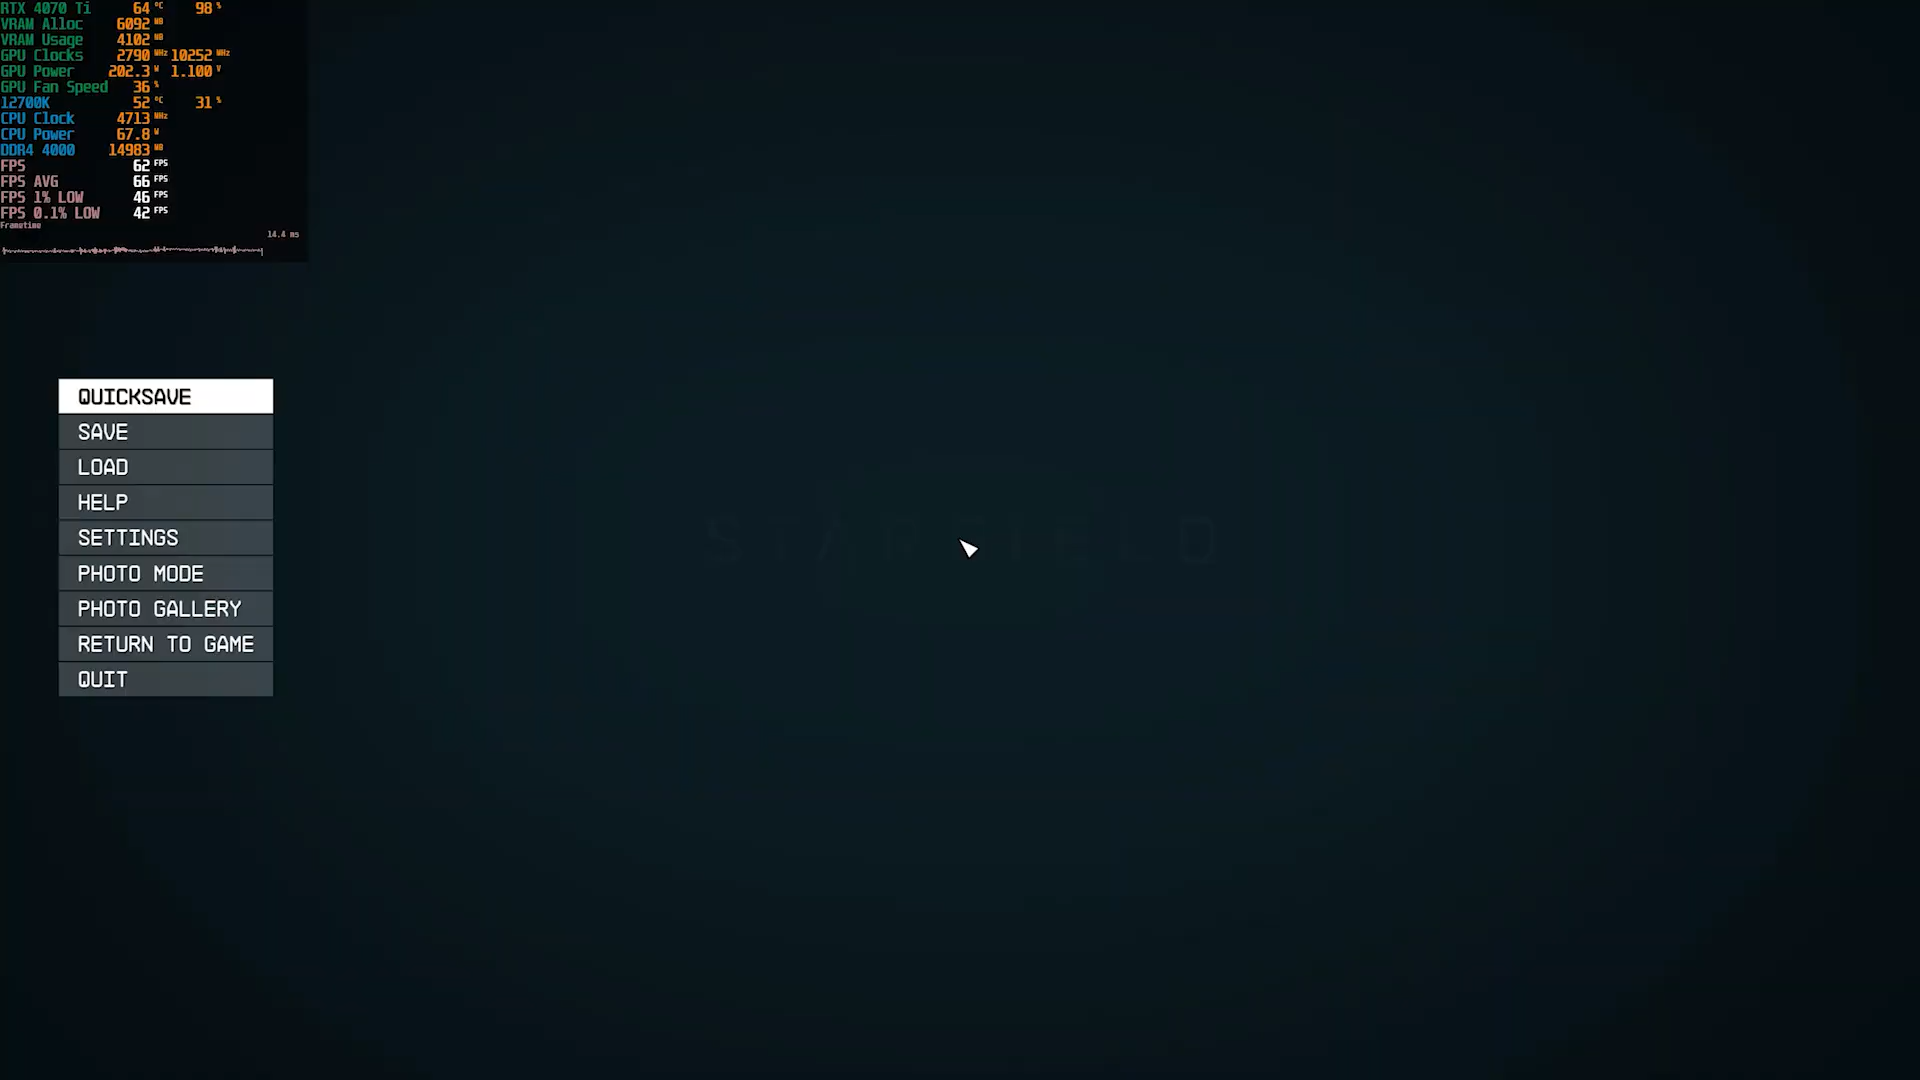 RTX 4070 Ti 64 °C 98 %
VRAM Alloc 6092 MB
VRAM Usage 4102 MB
GPU Clocks 2790 MHz 10252 MHz
GPU Power 202.3 W 1.100 V
GPU Fan Speed 36 %
12700K 52 °C 31 %
CPU Clock 4713 MHz
CPU Power 67.8 W
DDR4 4000 14983 MB
FPS 62 FPS
FPS AVG 66 FPS
FPS 1% LOW 46 FPS
FPS 0.1% LOW 42 FPS
Frametime
14.4 ms
QUICKSAVE
SAVE
LOAD
HELP
SETTINGS
STARFIELD
PHOTO MODE
PHOTO GALLERY
RETURN TO GAME
QUIT